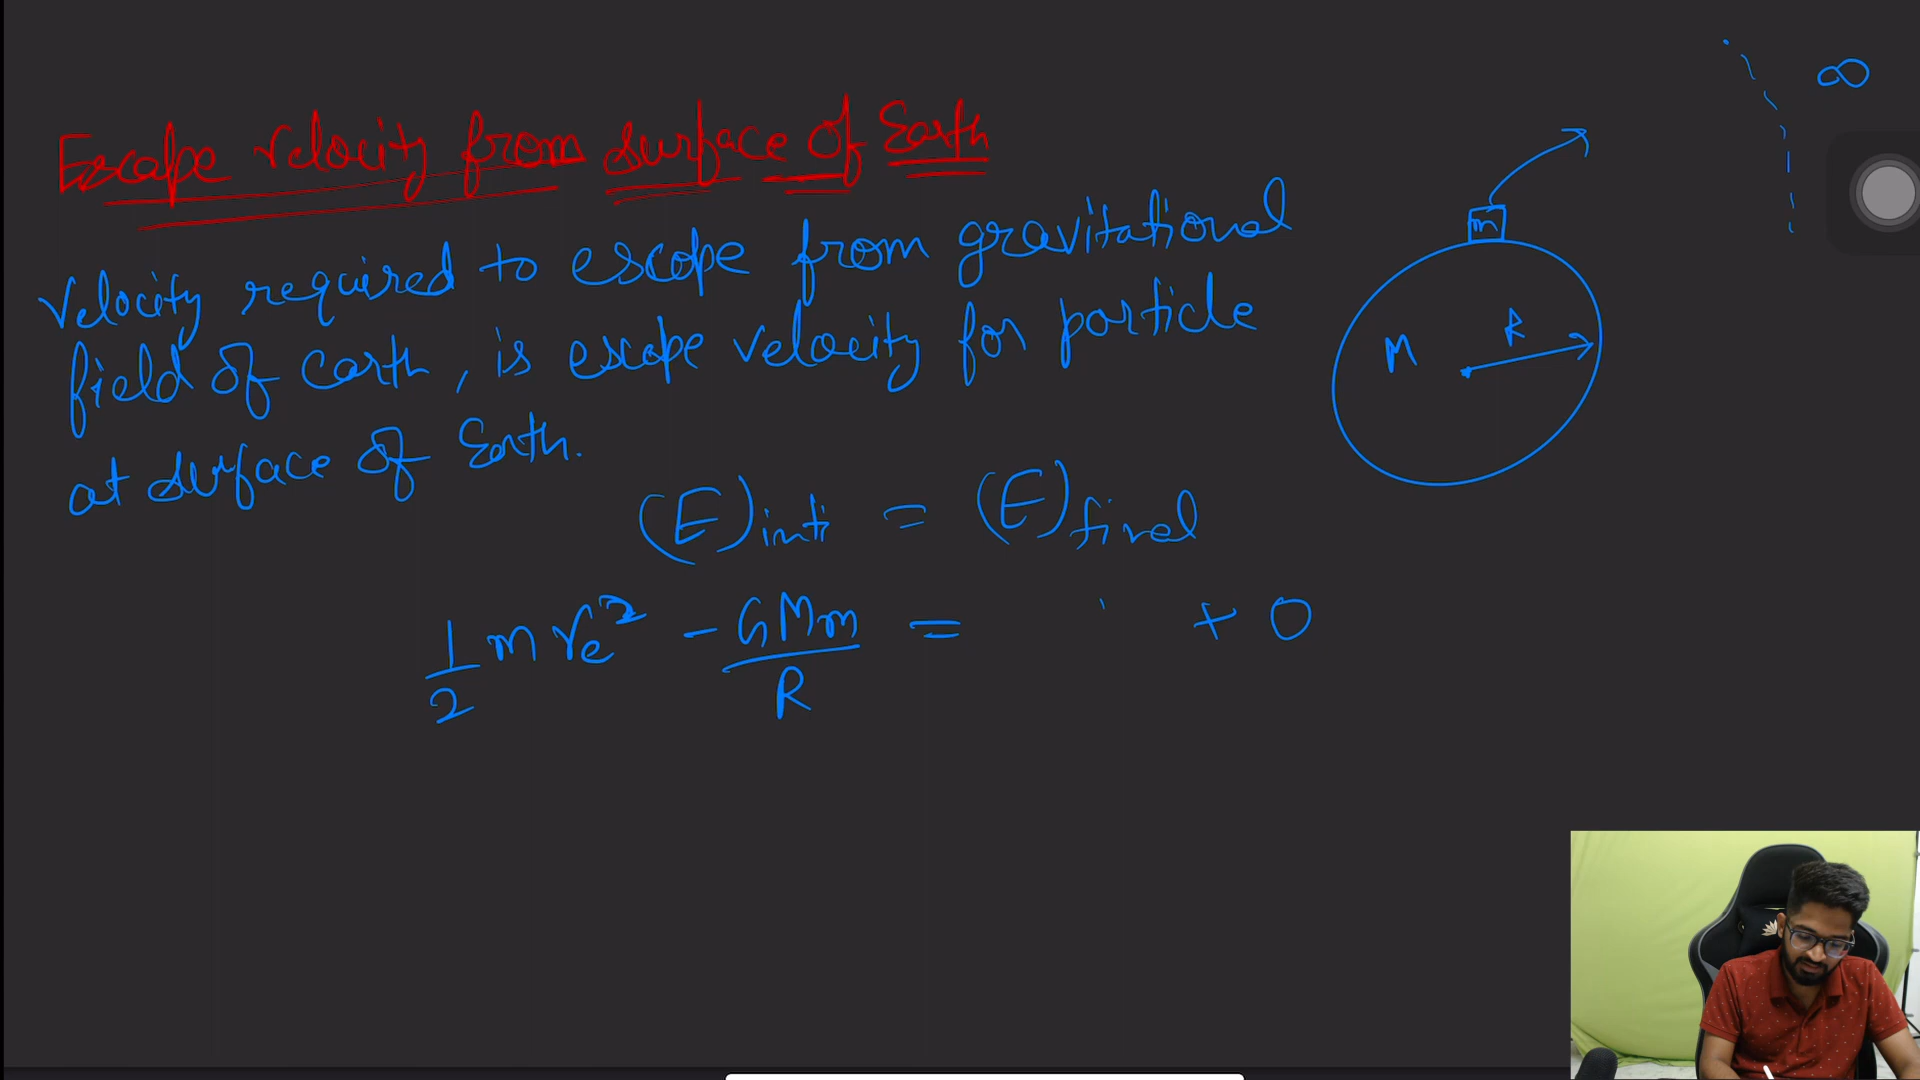 Escape velocity from surface of Earth
Velocity required to escape from gravitational
field of earth, is escape velocity for particle
at surface of Earth.
(E)inti = (E)final
1/2 m ve² - GMm/R = + 0
∞
m
M
R